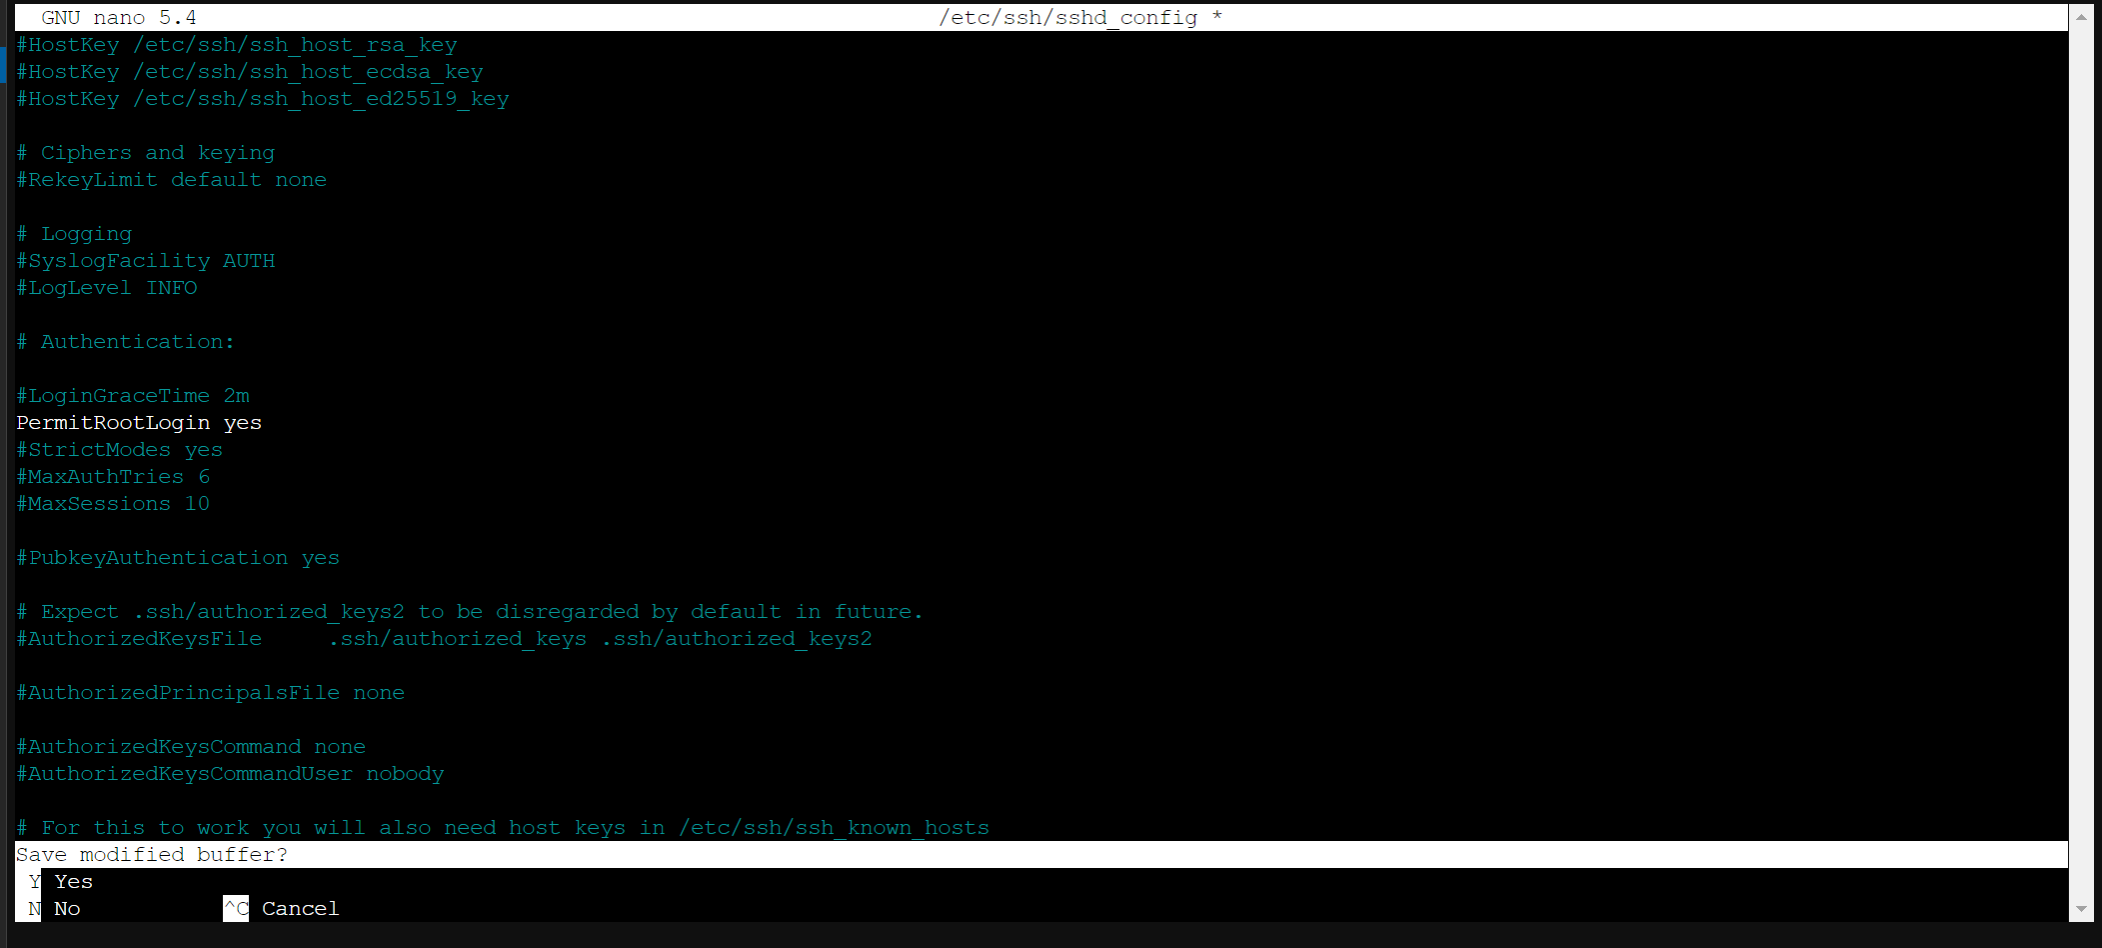 GNU nano 5.4 /etc/ssh/sshd_config *
#HostKey /etc/ssh/ssh_host_rsa_key
#HostKey /etc/ssh/ssh_host_ecdsa_key
#HostKey /etc/ssh/ssh_host_ed25519_key
# Ciphers and keying
#RekeyLimit default none
# Logging
#SyslogFacility AUTH
#LogLevel INFO
# Authentication:
#LoginGraceTime 2m
PermitRootLogin yes
#StrictModes yes
#MaxAuthTries 6
#MaxSessions 10
#PubkeyAuthentication yes
# Expect .ssh/authorized_keys2 to be disregarded by default in future.
#AuthorizedKeysFile     .ssh/authorized_keys .ssh/authorized_keys2
#AuthorizedPrincipalsFile none
#AuthorizedKeysCommand none
#AuthorizedKeysCommandUser nobody
# For this to work you will also need host keys in /etc/ssh/ssh_known_hosts
Save modified buffer?
Y Yes
N No ^C Cancel